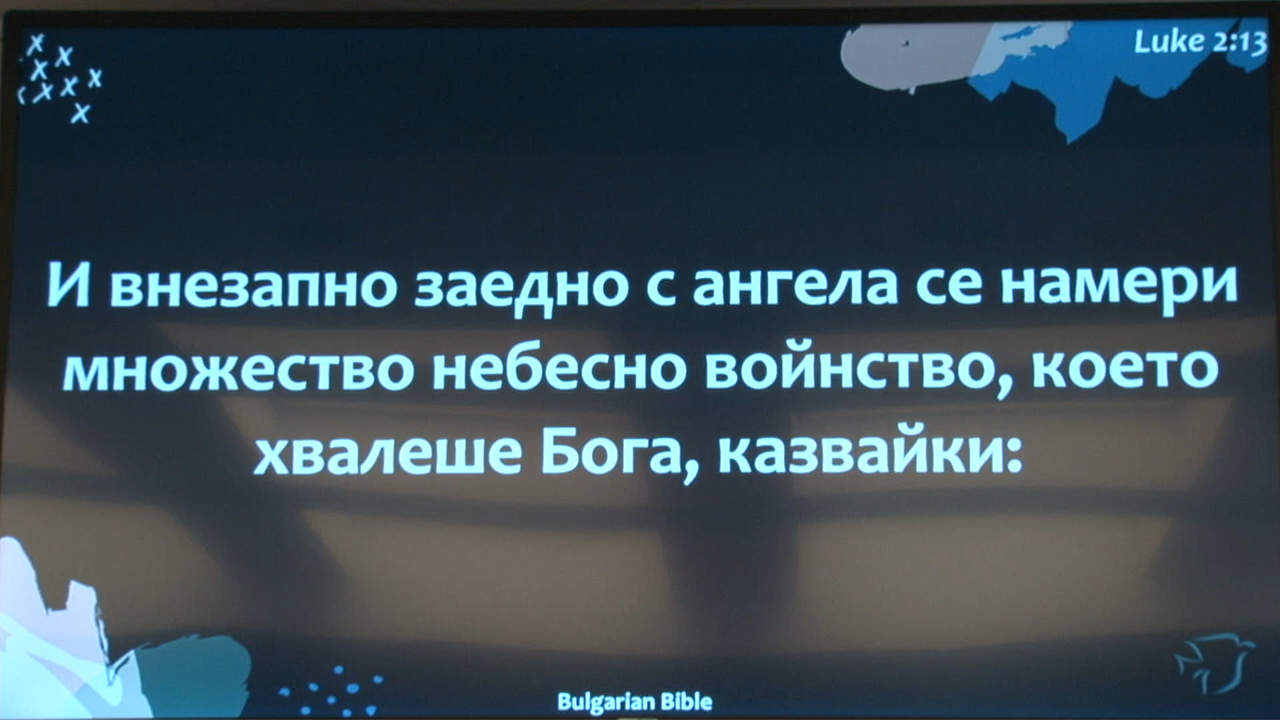 Luke 2:13
И внезапно заедно с ангела се намери
множество небесно войнство, което
хвалеше Бога, казвайки:
Bulgarian Bible